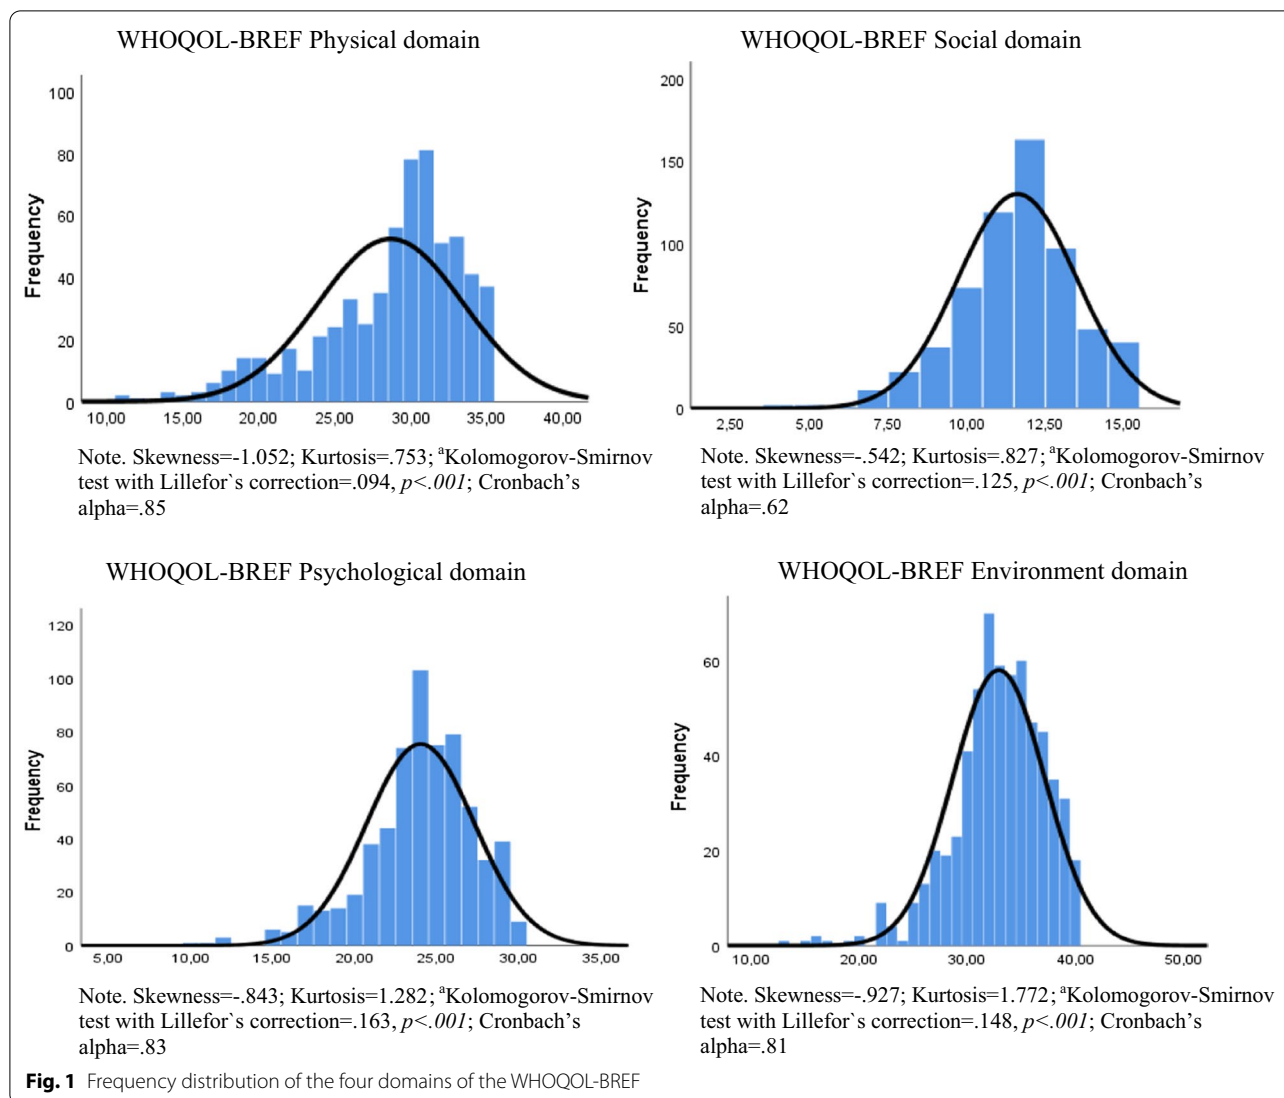 WHOQOL-BREF Physical domain
Frequency
100
80
60
40
20
0
10,00 15,00 20,00 25,00 30,00 35,00 40,00
Note. Skewness=-1.052; Kurtosis=.753; ᵃKolomogorov-Smirnov
test with Lillefor`s correction=.094, p<.001; Cronbach's
alpha=.85
WHOQOL-BREF Social domain
Frequency
200
150
100
50
0
2,50 5,00 7,50 10,00 12,50 15,00
Note. Skewness=-.542; Kurtosis=.827; ᵃKolomogorov-Smirnov
test with Lillefor`s correction=.125, p<.001; Cronbach's
alpha=.62
WHOQOL-BREF Psychological domain
Frequency
120
100
80
60
40
20
0
5,00 10,00 15,00 20,00 25,00 30,00 35,00
Note. Skewness=-.843; Kurtosis=1.282; ᵃKolomogorov-Smirnov
test with Lillefor`s correction=.163, p<.001; Cronbach's
alpha=.83
WHOQOL-BREF Environment domain
Frequency
60
40
20
0
10,00 20,00 30,00 40,00 50,00
Note. Skewness=-.927; Kurtosis=1.772; ᵃKolomogorov-Smirnov
test with Lillefor`s correction=.148, p<.001; Cronbach's
alpha=.81
Fig. 1 Frequency distribution of the four domains of the WHOQOL-BREF